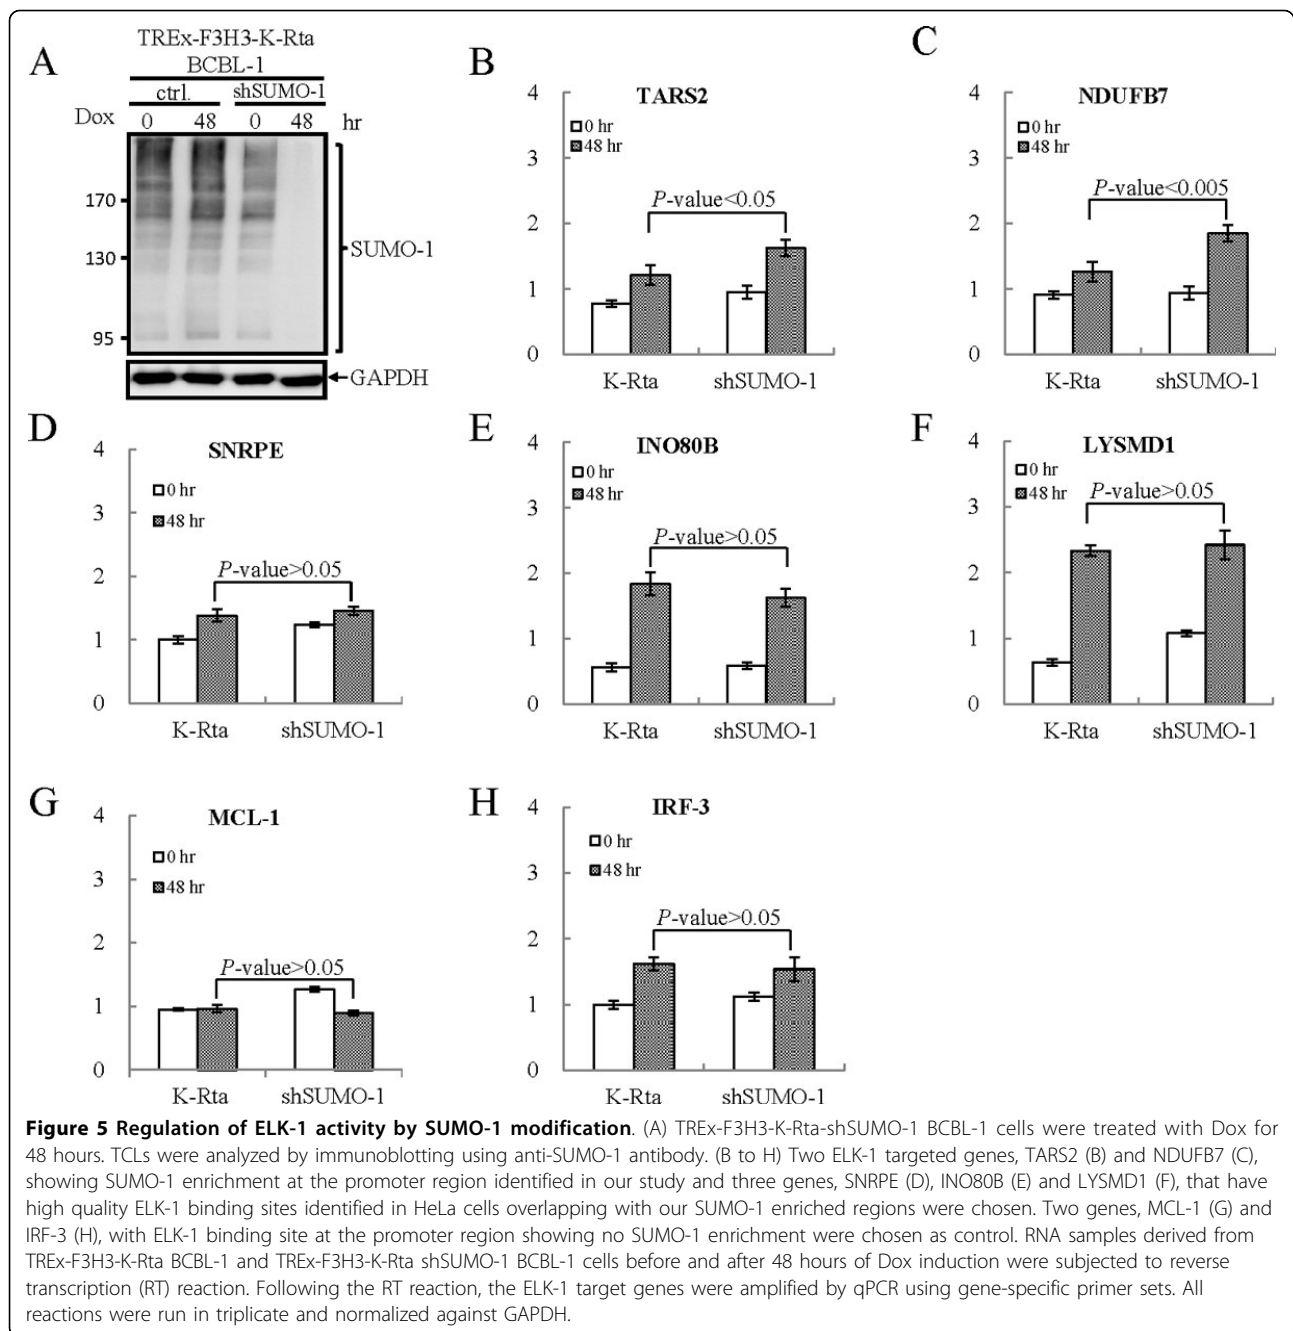 A
TREx-F3H3-K-Rta
BCBL-1
ctrl. shSUMO-1
Dox 0 48 0 48 hr
170
130
95
SUMO-1
GAPDH
B
TARS2
4
3
2
1
0
0 hr
48 hr
P-value<0.05
K-Rta shSUMO-1
C
NDUFB7
4
3
2
1
0
0 hr
48 hr
P-value<0.005
K-Rta shSUMO-1
D
SNRPE
4
3
2
1
0
0 hr
48 hr
P-value>0.05
K-Rta shSUMO-1
E
INO80B
4
3
2
1
0
0 hr
48 hr
P-value>0.05
K-Rta shSUMO-1
F
LYSMD1
4
3
2
1
0
0 hr
48 hr
P-value>0.05
K-Rta shSUMO-1
G
MCL-1
4
3
2
1
0
0 hr
48 hr
P-value>0.05
K-Rta shSUMO-1
H
IRF-3
4
3
2
1
0
0 hr
48 hr
P-value>0.05
K-Rta shSUMO-1
Figure 5 Regulation of ELK-1 activity by SUMO-1 modification. (A) TREx-F3H3-K-Rta-shSUMO-1 BCBL-1 cells were treated with Dox for
48 hours. TCLs were analyzed by immunoblotting using anti-SUMO-1 antibody. (B to H) Two ELK-1 targeted genes, TARS2 (B) and NDUFB7 (C),
showing SUMO-1 enrichment at the promoter region identified in our study and three genes, SNRPE (D), INO80B (E) and LYSMD1 (F), that have
high quality ELK-1 binding sites identified in HeLa cells overlapping with our SUMO-1 enriched regions were chosen. Two genes, MCL-1 (G) and
IRF-3 (H), with ELK-1 binding site at the promoter region showing no SUMO-1 enrichment were chosen as control. RNA samples derived from
TREx-F3H3-K-Rta BCBL-1 and TREx-F3H3-K-Rta shSUMO-1 BCBL-1 cells before and after 48 hours of Dox induction were subjected to reverse
transcription (RT) reaction. Following the RT reaction, the ELK-1 target genes were amplified by qPCR using gene-specific primer sets. All
reactions were run in triplicate and normalized against GAPDH.